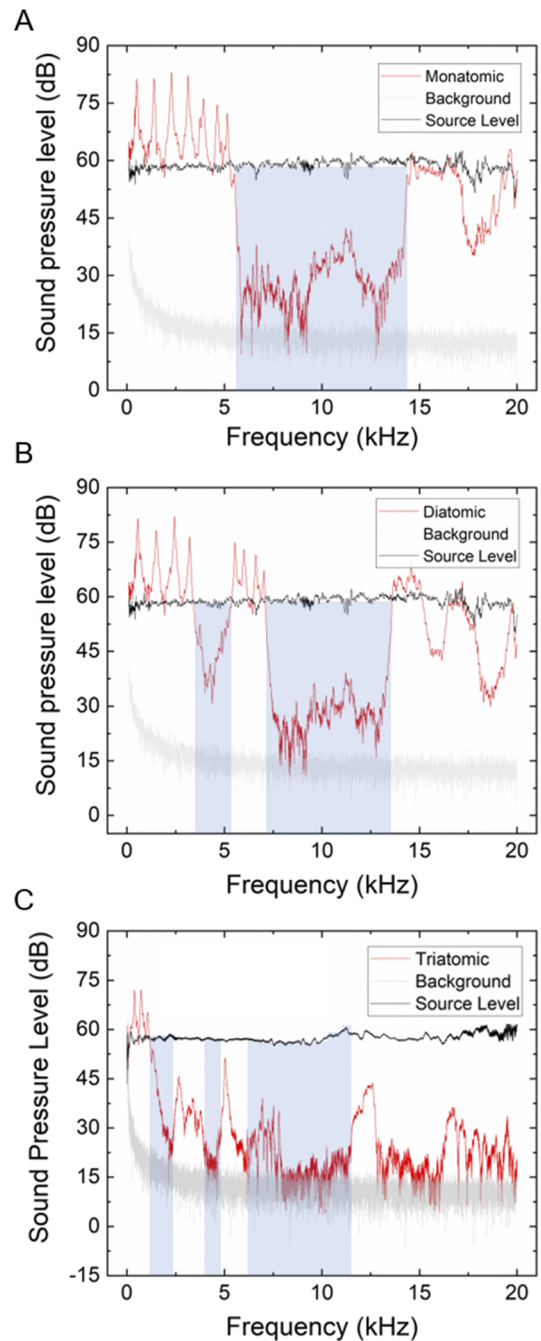 A
Sound pressure level (dB)
90
75
60
45
30
15
0
Monatomic
Background
Source Level
0 5 10 15 20
Frequency (kHz)
B
Sound pressure level (dB)
90
75
60
45
30
15
0
Diatomic
Background
Source Level
0 5 10 15 20
Frequency (kHz)
C
Sound Pressure Level (dB)
90
75
60
45
30
15
0
-15
Triatomic
Background
Source Level
0 5 10 15 20
Frequency (kHz)